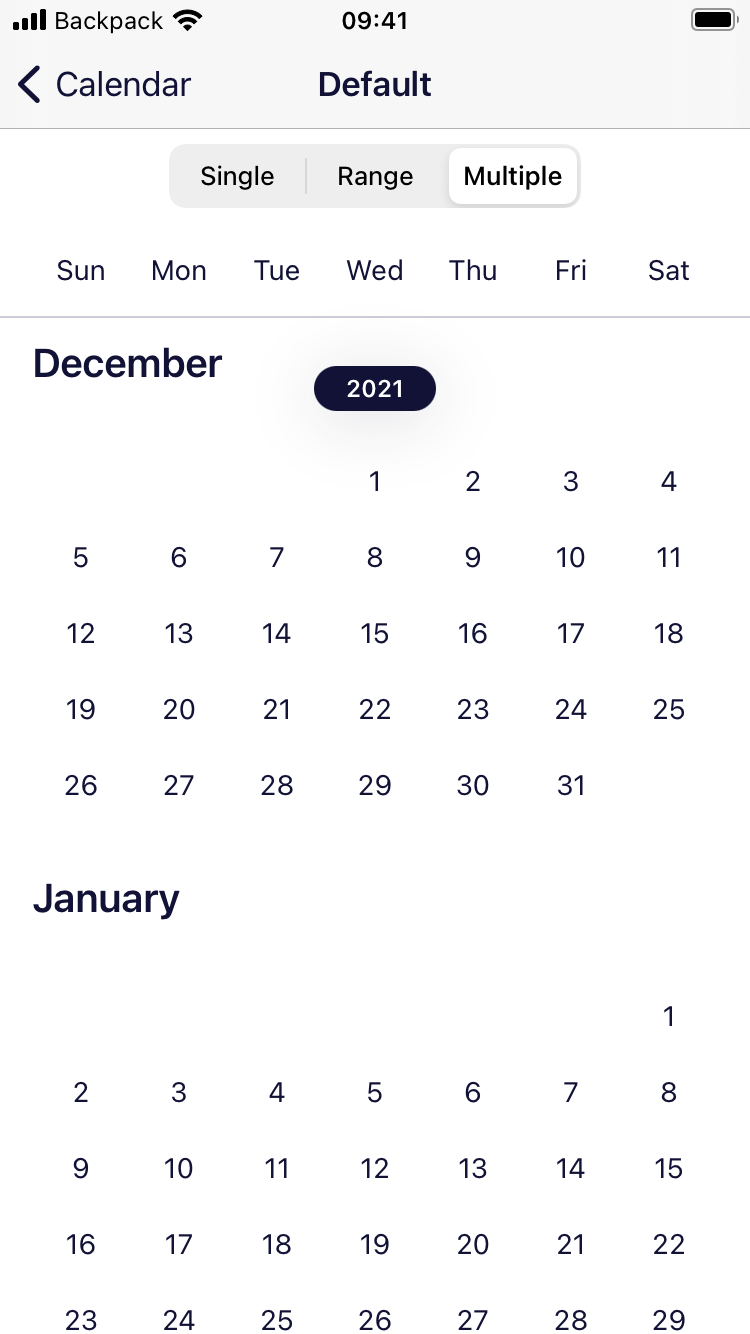 Backpack 09:41
Calendar Default
Single Range Multiple
Sun Mon Tue Wed Thu Fri Sat
December
2021
1 2 3 4
5 6 7 8 9 10 11
12 13 14 15 16 17 18
19 20 21 22 23 24 25
26 27 28 29 30 31
January
1
2 3 4 5 6 7 8
9 10 11 12 13 14 15
16 17 18 19 20 21 22
23 24 25 26 27 28 29